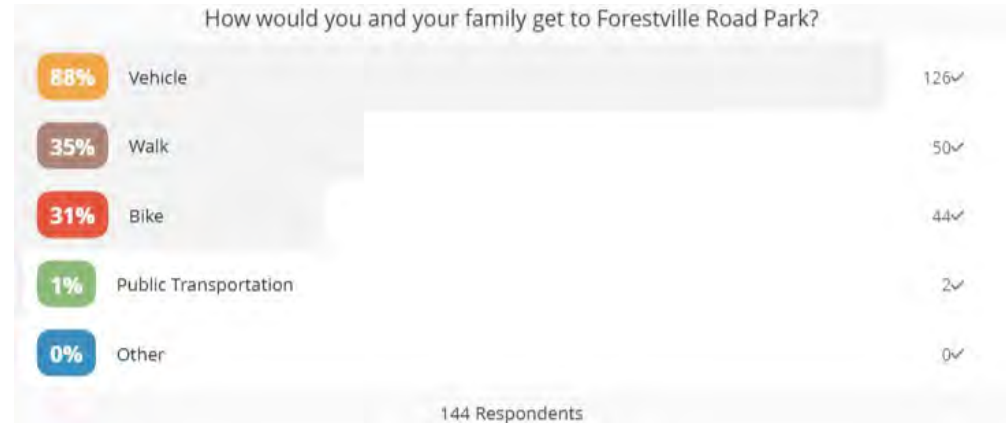 How would you and your family get to Forestville Road Park?
88% Vehicle 126✓
35% Walk 50✓
31% Bike 44✓
1% Public Transportation 2✓
0% Other 0✓
144 Respondents